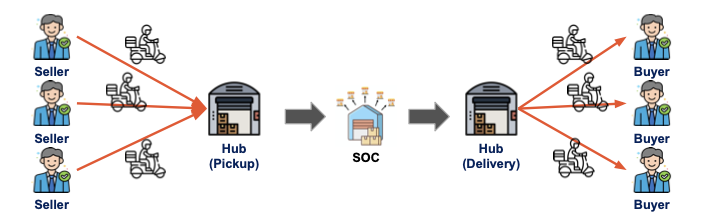 Seller
Seller
Seller
Hub
(Pickup)
SOC
Hub
(Delivery)
Buyer
Buyer
Buyer